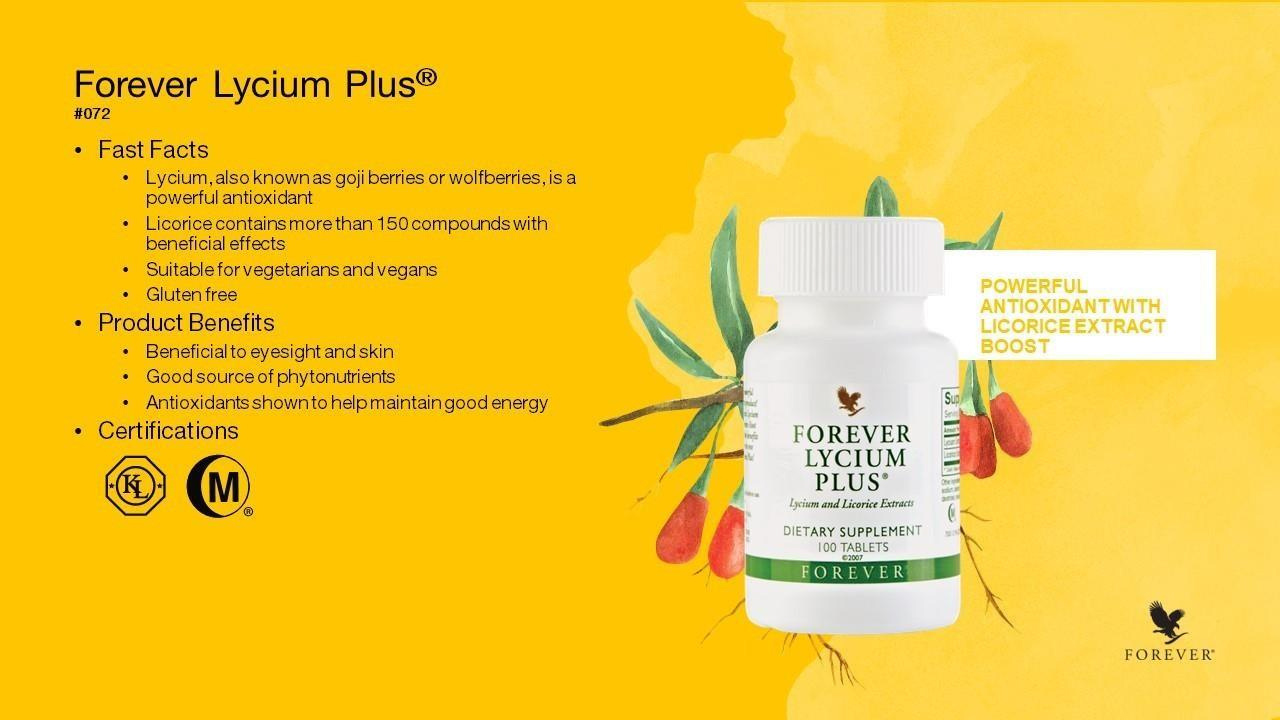 Forever Lycium Plus®
#072
• Fast Facts
• Lycium, also known as goji berries or wolfberries, is a
powerful antioxidant
• Licorice contains more than 150 compounds with
beneficial effects
• Suitable for vegetarians and vegans
• Gluten free
• Product Benefits
• Beneficial to eyesight and skin
• Good source of phytonutrients
• Antioxidants shown to help maintain good energy
• Certifications
KL
M®
POWERFUL
ANTIOXIDANT WITH
LICORICE EXTRACT
BOOST
FOREVER
LYCIUM
PLUS®
Lycium and Licorice Extracts
DIETARY SUPPLEMENT
100 TABLETS
©2007
FOREVER
FOREVER®